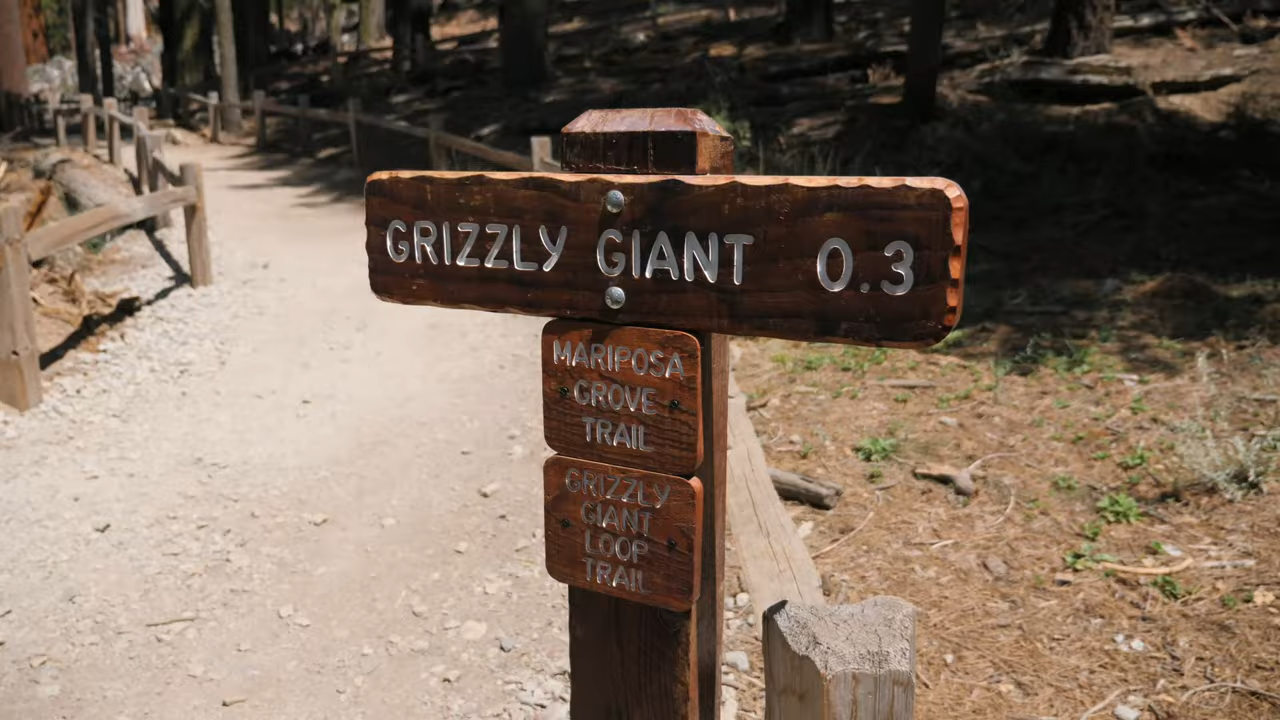 GRIZZLY GIANT 0.3
MARIPOSA
GROVE
TRAIL
GRIZZLY
GIANT
LOOP
TRAIL